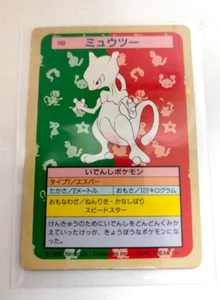 150
ミュウツー
いでんしポケモン
タイプ1/エスパー
たかさ/2メートル おもさ/122キログラム
おもなわざ/ねんりき・かなしばり
スピードスター
けんきゅうのためにいでんしをどんどんくみか
えていったけっか、きょうぼうなポケモンになっ
た。